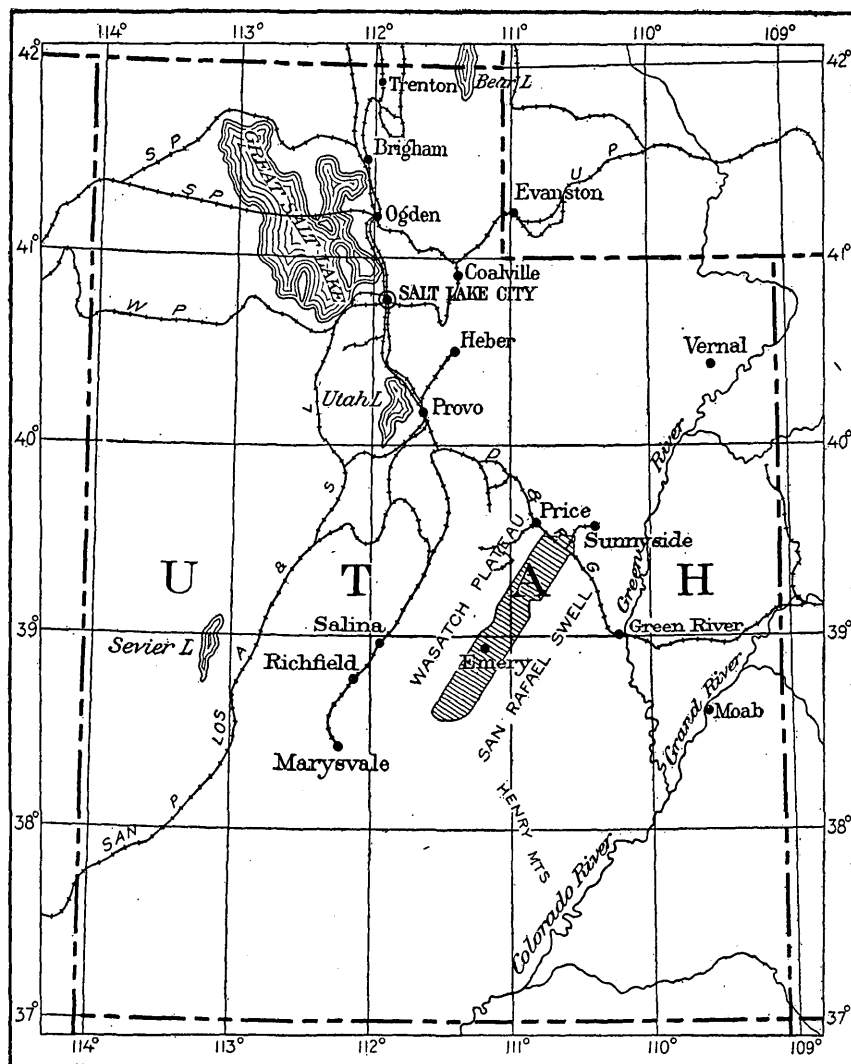 114° 113° 112° 111° 110° 109°
42° 42°
Trenton
Bear L
Brigham
S P
GREAT SALT LAKE
S P
U P
Evanston
Ogden
41° 41°
Coalville
SALT LAKE CITY
W P
Heber
Vernal
Utah L
Provo
40° 40°
D & R G
Price
Sunnyside
Green River
WASATCH PLATEAU
U T A H
Salina
39° 39°
Green River
Sevier L
Emery
Richfield
SAN RAFAEL SWELL
Grand River
Moab
Marysvale
SAN P LOS A & S L
HENRY MTS
38° 38°
Colorado River
37° 37°
114° 113° 112° 111° 110° 109°